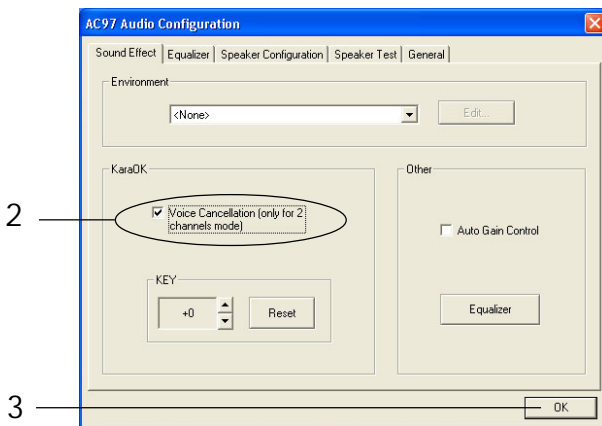 AC97 Audio Configuration
Sound Effect Equalizer Speaker Configuration Speaker Test General
Environment
<None>
Edit...
KaraOK
Other
2
Voice Cancellation (only for 2
channels mode)
Auto Gain Control
KEY
+0
Reset
Equalizer
3
OK